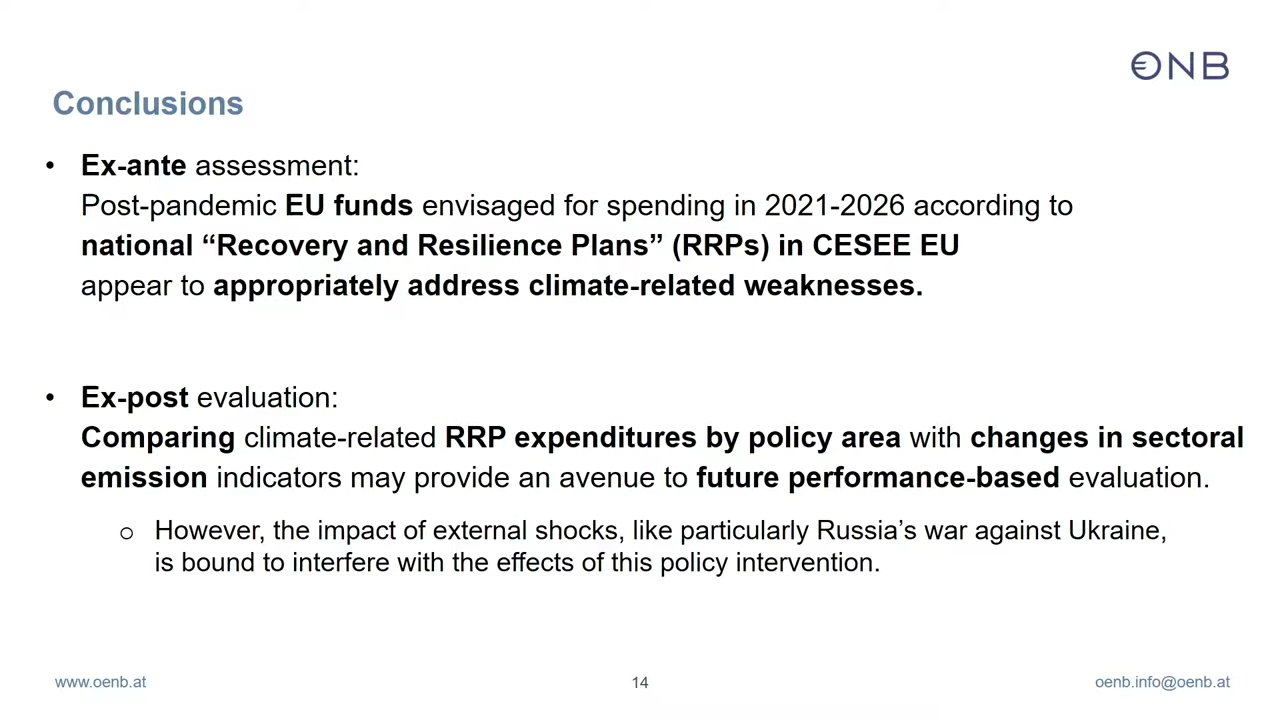 ONB
Conclusions
• Ex-ante assessment:
Post-pandemic EU funds envisaged for spending in 2021-2026 according to
national “Recovery and Resilience Plans” (RRPs) in CESEE EU
appear to appropriately address climate-related weaknesses.
• Ex-post evaluation:
Comparing climate-related RRP expenditures by policy area with changes in sectoral
emission indicators may provide an avenue to future performance-based evaluation.
o However, the impact of external shocks, like particularly Russia’s war against Ukraine,
is bound to interfere with the effects of this policy intervention.
www.oenb.at
14
oenb.info@oenb.at